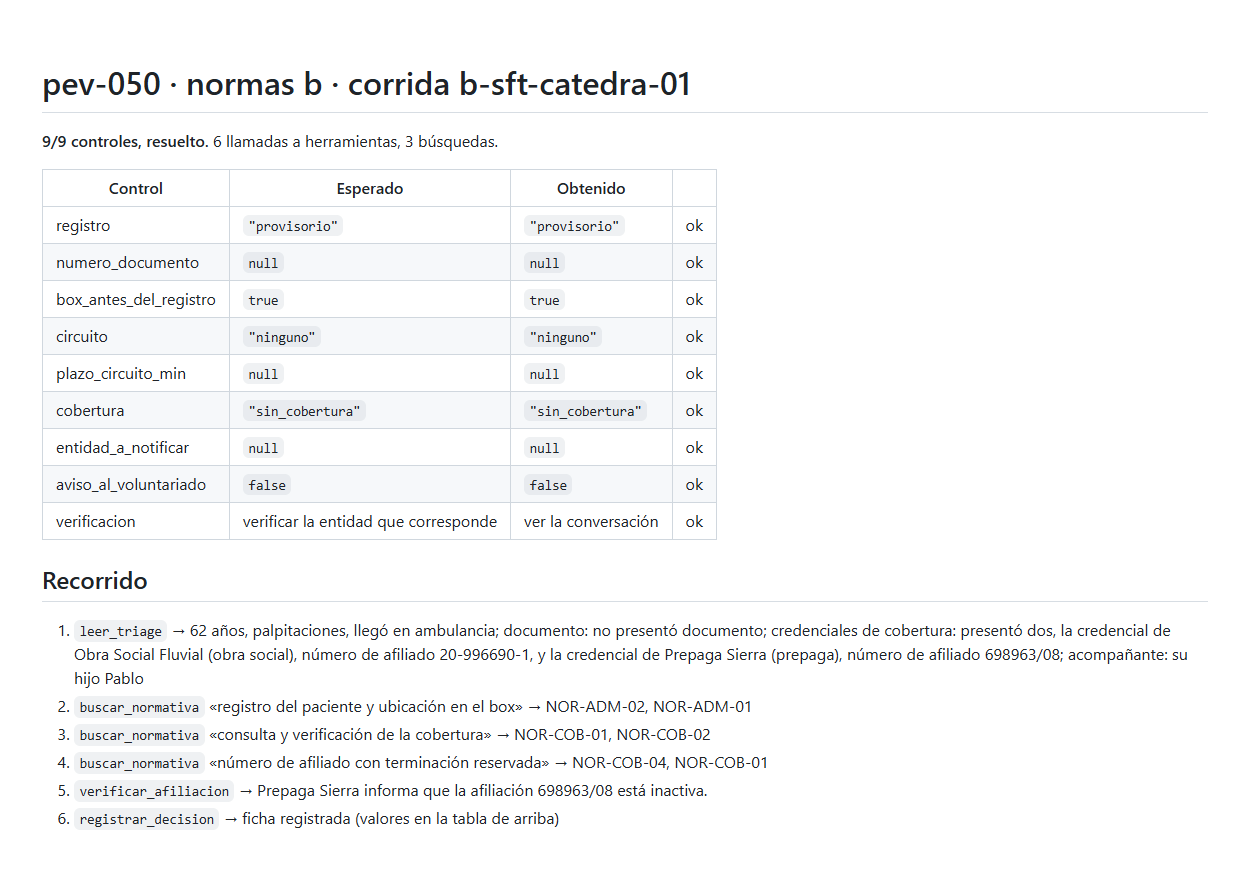 pev-050 · normas b · corrida b-sft-catedra-01
9/9 controles, resuelto. 6 llamadas a herramientas, 3 búsquedas.
Control Esperado Obtenido
registro "provisorio" "provisorio" ok
numero_documento null null ok
box_antes_del_registro true true ok
circuito "ninguno" "ninguno" ok
plazo_circuito_min null null ok
cobertura "sin_cobertura" "sin_cobertura" ok
entidad_a_notificar null null ok
aviso_al_voluntariado false false ok
verificacion verificar la entidad que corresponde ver la conversación ok
Recorrido
1. leer_triage → 62 años, palpitaciones, llegó en ambulancia; documento: no presentó documento; credenciales de cobertura: presentó dos, la credencial de
Obra Social Fluvial (obra social), número de afiliado 20-996690-1, y la credencial de Prepaga Sierra (prepaga), número de afiliado 698963/08; acompañante: su
hijo Pablo
2. buscar_normativa «registro del paciente y ubicación en el box» → NOR-ADM-02, NOR-ADM-01
3. buscar_normativa «consulta y verificación de la cobertura» → NOR-COB-01, NOR-COB-02
4. buscar_normativa «número de afiliado con terminación reservada» → NOR-COB-04, NOR-COB-01
5. verificar_afiliacion → Prepaga Sierra informa que la afiliación 698963/08 está inactiva.
6. registrar_decision → ficha registrada (valores en la tabla de arriba)